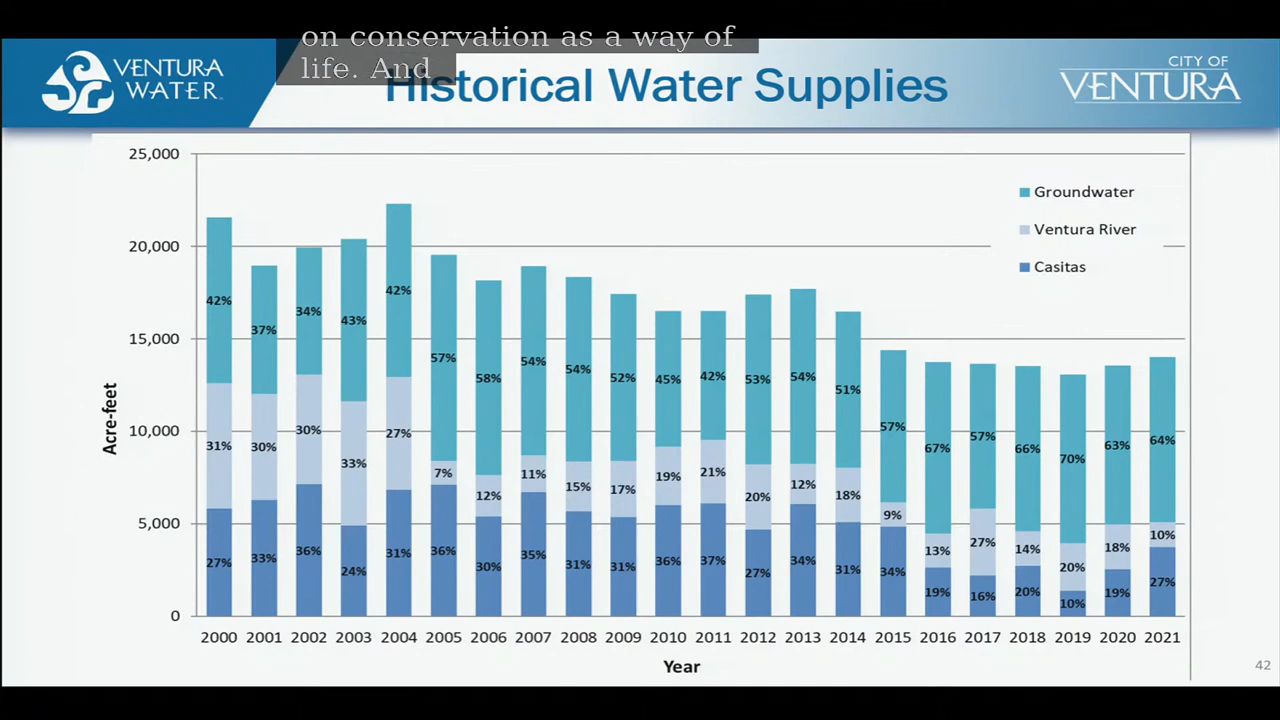 on conservation as a way of
life. And
VENTURA
WATER
Historical Water Supplies
CITY OF
VENTURA
25,000
20,000
15,000
10,000
5,000
0
Acre-feet
Groundwater
Ventura River
Casitas
42% 37% 34% 43% 42% 57% 58% 54% 54% 52% 45% 42% 53% 54% 51% 57% 67% 57% 66% 70% 63% 64%
31% 30% 30% 33% 27% 7% 12% 11% 15% 17% 19% 21% 20% 12% 18% 9% 13% 27% 14% 20% 18% 10%
27% 33% 36% 24% 31% 36% 30% 35% 31% 31% 36% 37% 27% 34% 31% 34% 19% 16% 20% 10% 19% 27%
2000 2001 2002 2003 2004 2005 2006 2007 2008 2009 2010 2011 2012 2013 2014 2015 2016 2017 2018 2019 2020 2021
Year
42